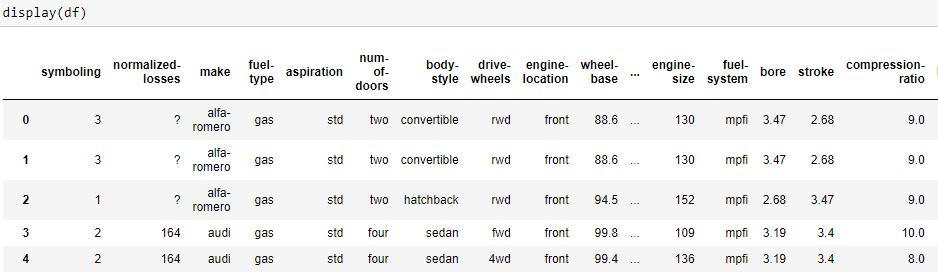 display(df)
symboling normalized-losses make fuel-type aspiration num-of-doors body-style drive-wheels engine-location wheel-base ... engine-size fuel-system bore stroke compression-ratio
0 3 ? alfa-romero gas std two convertible rwd front 88.6 ... 130 mpfi 3.47 2.68 9.0
1 3 ? alfa-romero gas std two convertible rwd front 88.6 ... 130 mpfi 3.47 2.68 9.0
2 1 ? alfa-romero gas std two hatchback rwd front 94.5 ... 152 mpfi 2.68 3.47 9.0
3 2 164 audi gas std four sedan fwd front 99.8 ... 109 mpfi 3.19 3.4 10.0
4 2 164 audi gas std four sedan 4wd front 99.4 ... 136 mpfi 3.19 3.4 8.0